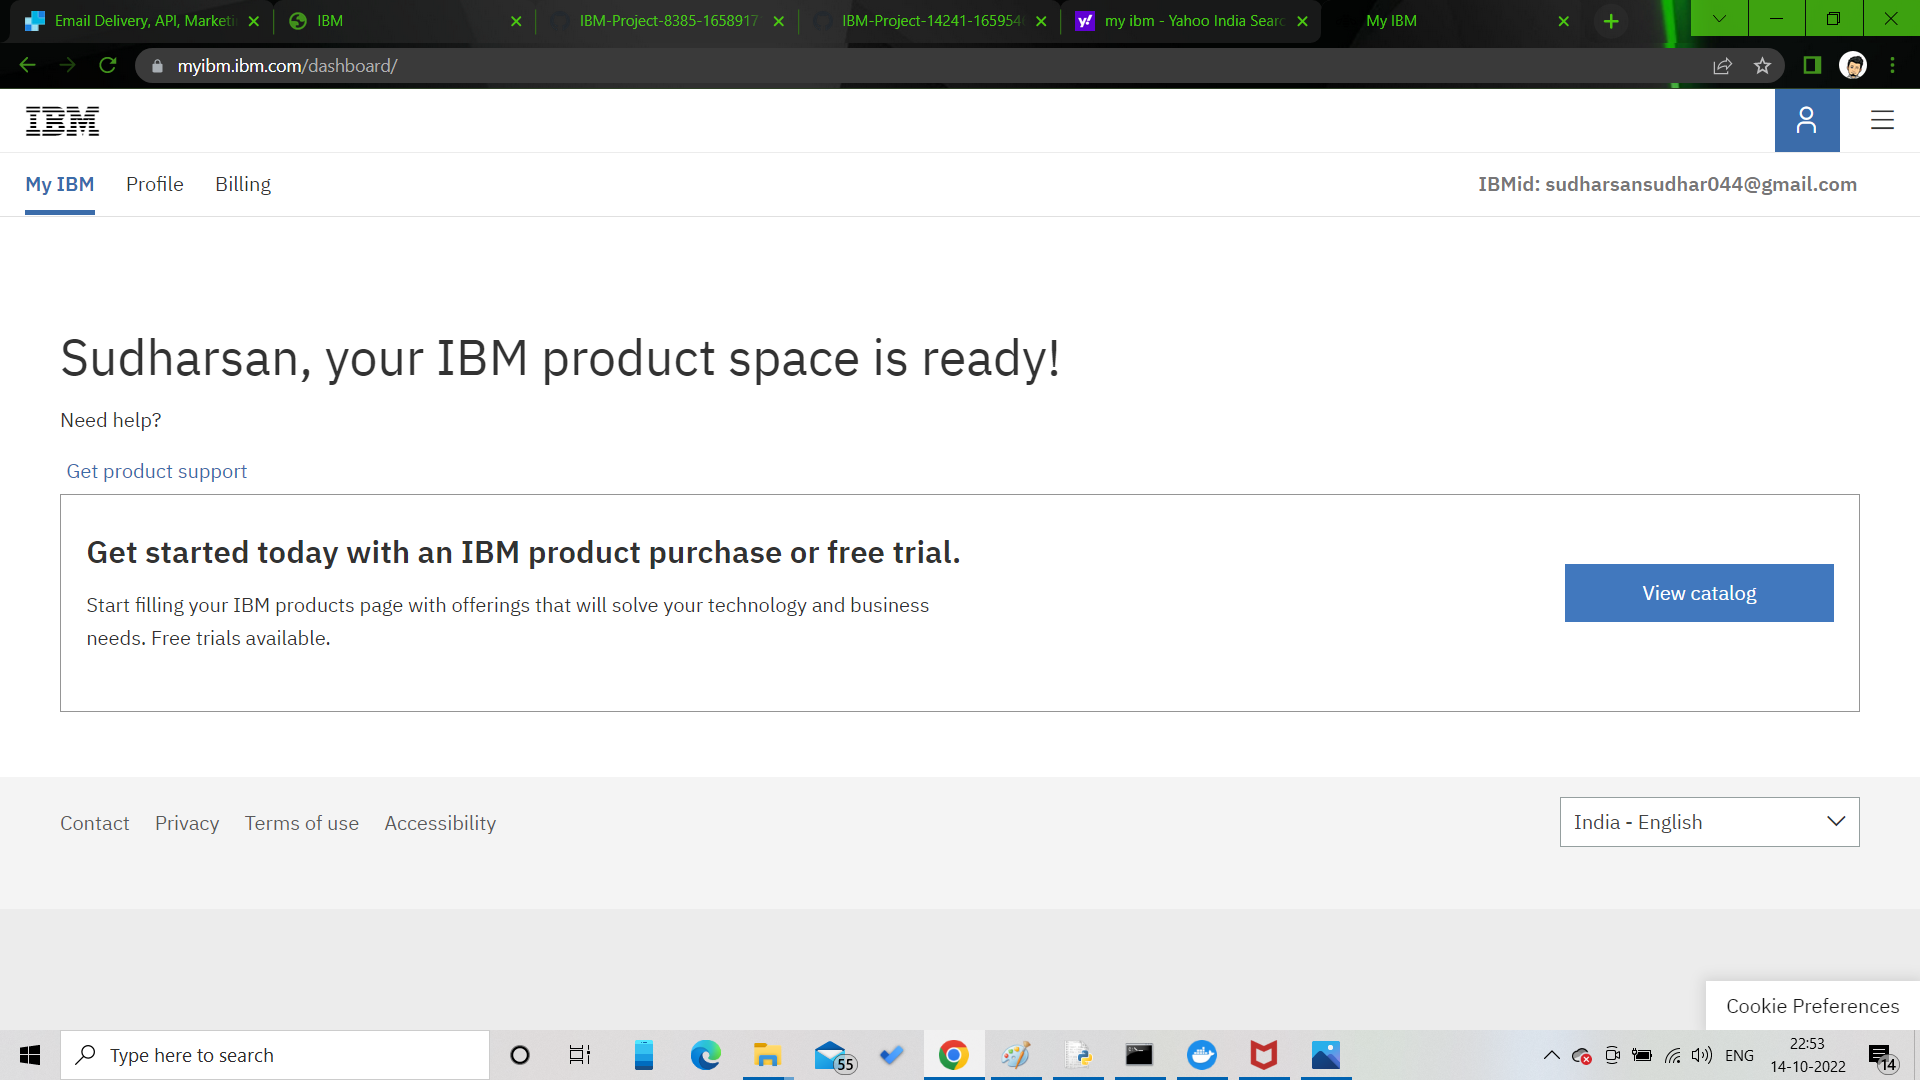 Email Delivery, API, Marketi
IBM
IBM-Project-8385-1658917
IBM-Project-14241-165954
my ibm - Yahoo India Searc
My IBM
myibm.ibm.com/dashboard/
IBM
My IBM
Profile
Billing
IBMid: sudharsansudhar044@gmail.com
Sudharsan, your IBM product space is ready!
Need help?
Get product support
Get started today with an IBM product purchase or free trial.
Start filling your IBM products page with offerings that will solve your technology and business
needs. Free trials available.
View catalog
Contact
Privacy
Terms of use
Accessibility
India - English
Cookie Preferences
Type here to search
55
ENG
22:53
14-10-2022
14